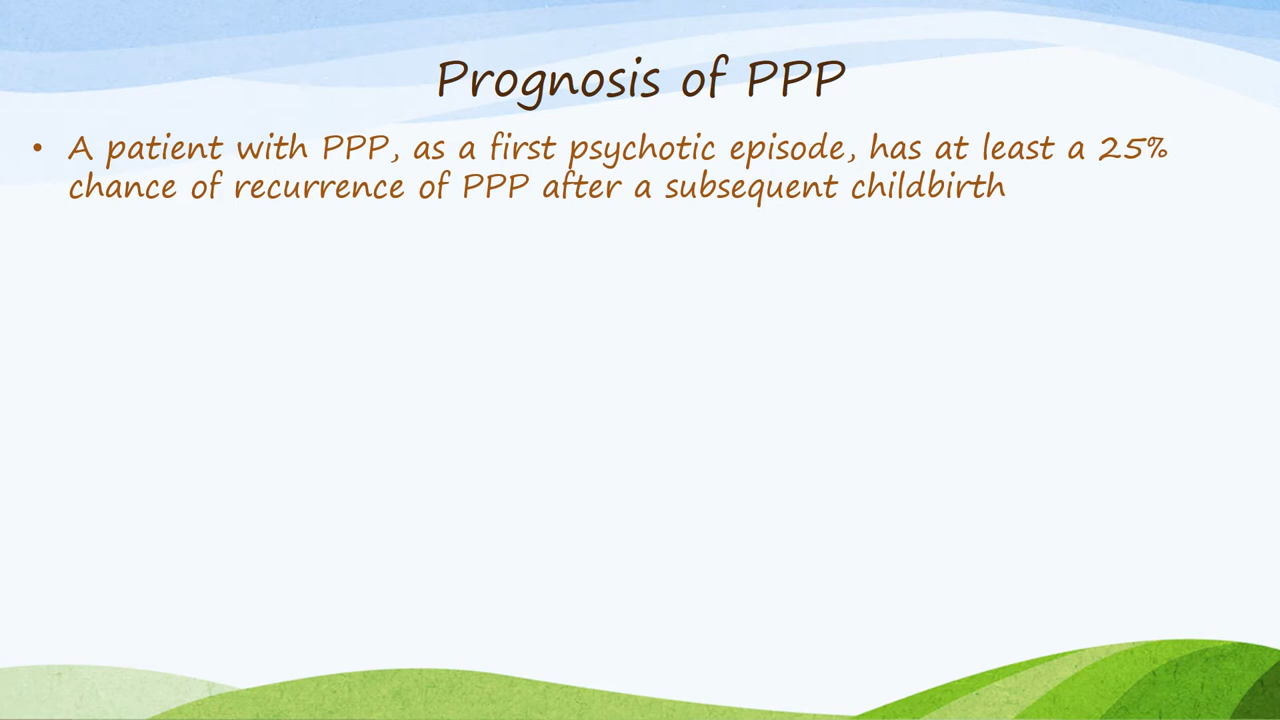 Prognosis of PPP
• A patient with PPP, as a first psychotic episode, has at least a 25%
chance of recurrence of PPP after a subsequent childbirth